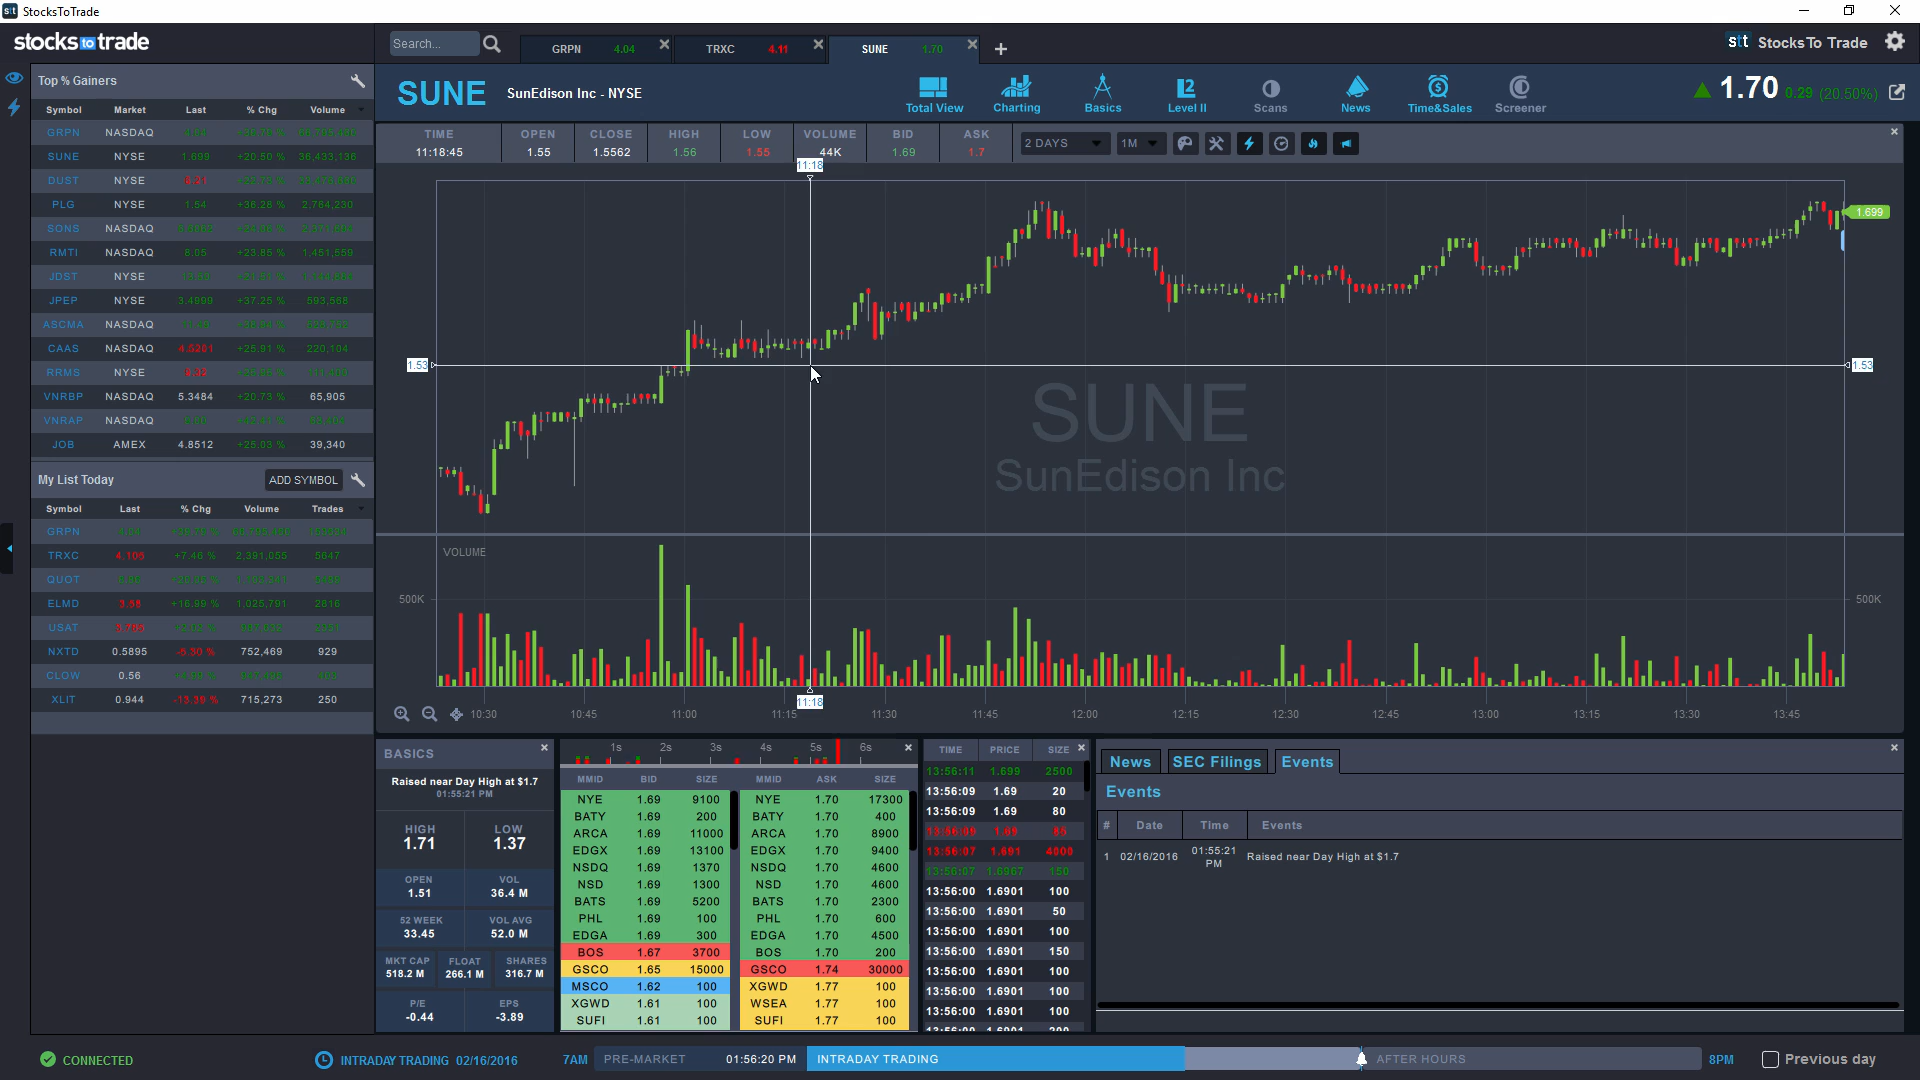 StocksToTrade
stocks to trade
Search...
GRPN 4.04
TRXC 4.11
SUNE 1.70
stt StocksTo Trade
Top % Gainers
SUNE SunEdison Inc - NYSE
Total View
Charting
Basics
Level II
Scans
News
Time&Sales
Screener
1.70 0.29 (20.50%)
Symbol Market Last % Chg Volume
GRPN NASDAQ
SUNE NYSE 1.699 +20.50 % 36,433,136
DUST NYSE
PLG NYSE 1.54 +36.28 % 2,764,230
SONS NASDAQ
RMTI NASDAQ 8.05 +23.85 % 1,451,559
JDST NYSE
JPEP NYSE 3.4999 +37.25 % 593,568
ASCMA NASDAQ
CAAS NASDAQ 4.5201 +25.91 % 220,104
RRMS NYSE
VNRBP NASDAQ 5.3484 +20.73 % 65,905
VNRAP NASDAQ
JOB AMEX 4.8512 +25.03 % 39,340
TIME OPEN CLOSE HIGH LOW VOLUME BID ASK
11:18:45 1.55 1.5562 1.56 1.55 44K 1.69 1.7
2 DAYS 1M
11:18
1.699
1.53 1.53
SUNE
SunEdison Inc
VOLUME
500K 500K
11:18
10:30 10:45 11:00 11:15 11:30 11:45 12:00 12:15 12:30 12:45 13:00 13:15 13:30 13:45
My List Today ADD SYMBOL
Symbol Last % Chg Volume Trades
GRPN
TRXC 4.105 +7.46 % 2,391,055 5647
QUOT
ELMD 3.58 +16.99 % 1,025,791 2816
USAT
NXTD 0.5895 752,469 929
CLOW 0.56
XLIT 0.944 -13.39 % 715,273 250
BASICS
Raised near Day High at $1.7
01:55:21 PM
HIGH LOW
1.71 1.37
OPEN VOL
1.51 36.4 M
52 WEEK VOL AVG
33.45 52.0 M
MKT CAP FLOAT SHARES
518.2 M 266.1 M 316.7 M
P/E EPS
-0.44 -3.89
1s 2s 3s 4s 5s 6s
MMID BID SIZE MMID ASK SIZE
NYE 1.69 9100 NYE 1.70 17300
BATY 1.69 200 BATY 1.70 400
ARCA 1.69 11000 ARCA 1.70 8900
EDGX 1.69 13100 EDGX 1.70 9400
NSDQ 1.69 1370 NSDQ 1.70 4600
NSD 1.69 1300 NSD 1.70 4600
BATS 1.69 5200 BATS 1.70 2300
PHL 1.69 100 PHL 1.70 600
EDGA 1.69 300 EDGA 1.70 4500
BOS 1.67 3700 BOS 1.70 200
GSCO 1.65 15000 GSCO 1.74 30000
MSCO 1.62 100 XGWD 1.77 100
XGWD 1.61 100 WSEA 1.77 100
SUFI 1.61 100 SUFI 1.77 100
TIME PRICE SIZE
13:56:11 1.699 2500
13:56:09 1.69 20
13:56:09 1.69 80
13:56:09 1.69
13:56:07 1.691 4000
13:56:07 1.6967 150
13:56:00 1.6901 100
13:56:00 1.6901 50
13:56:00 1.6901 100
13:56:00 1.6901 150
13:56:00 1.6901 100
13:56:00 1.6901 100
13:56:00 1.6901 100
13:56:00 1.6901 200
News SEC Filings Events
Events
# Date Time Events
1 02/16/2016 01:55:21 PM Raised near Day High at $1.7
CONNECTED
INTRADAY TRADING 02/16/2016
7AM PRE-MARKET 01:56:20 PM INTRADAY TRADING AFTER HOURS 8PM
Previous day